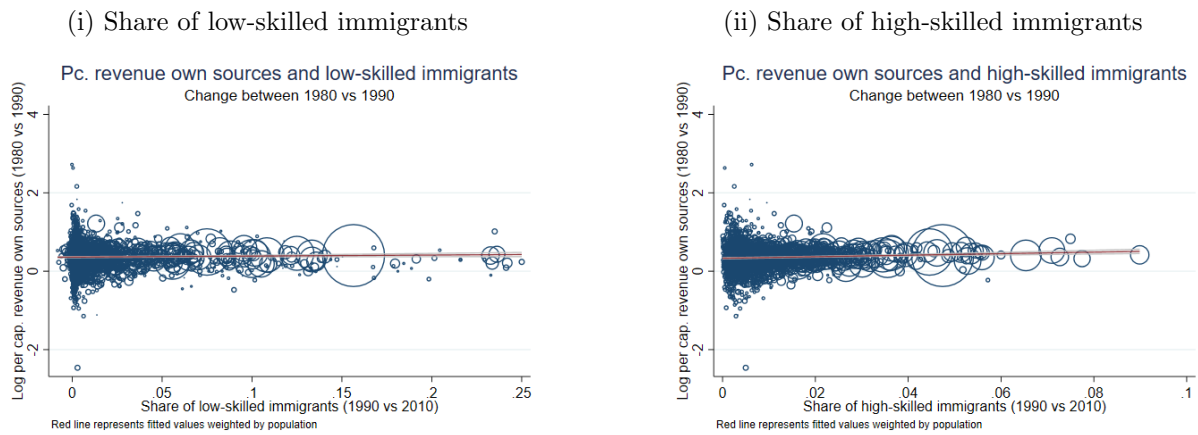 (i) Share of low-skilled immigrants
Pc. revenue own sources and low-skilled immigrants
Change between 1980 vs 1990
Log per cap. revenue own sources (1980 vs 1990)
4
2
0
-2
0 .05 .1 .15 .2 .25
Share of low-skilled immigrants (1990 vs 2010)
Red line represents fitted values weighted by population
(ii) Share of high-skilled immigrants
Pc. revenue own sources and high-skilled immigrants
Change between 1980 vs 1990
Log per cap. revenue own sources (1980 vs 1990)
4
2
0
-2
0 .02 .04 .06 .08 .1
Share of high-skilled immigrants (1990 vs 2010)
Red line represents fitted values weighted by population